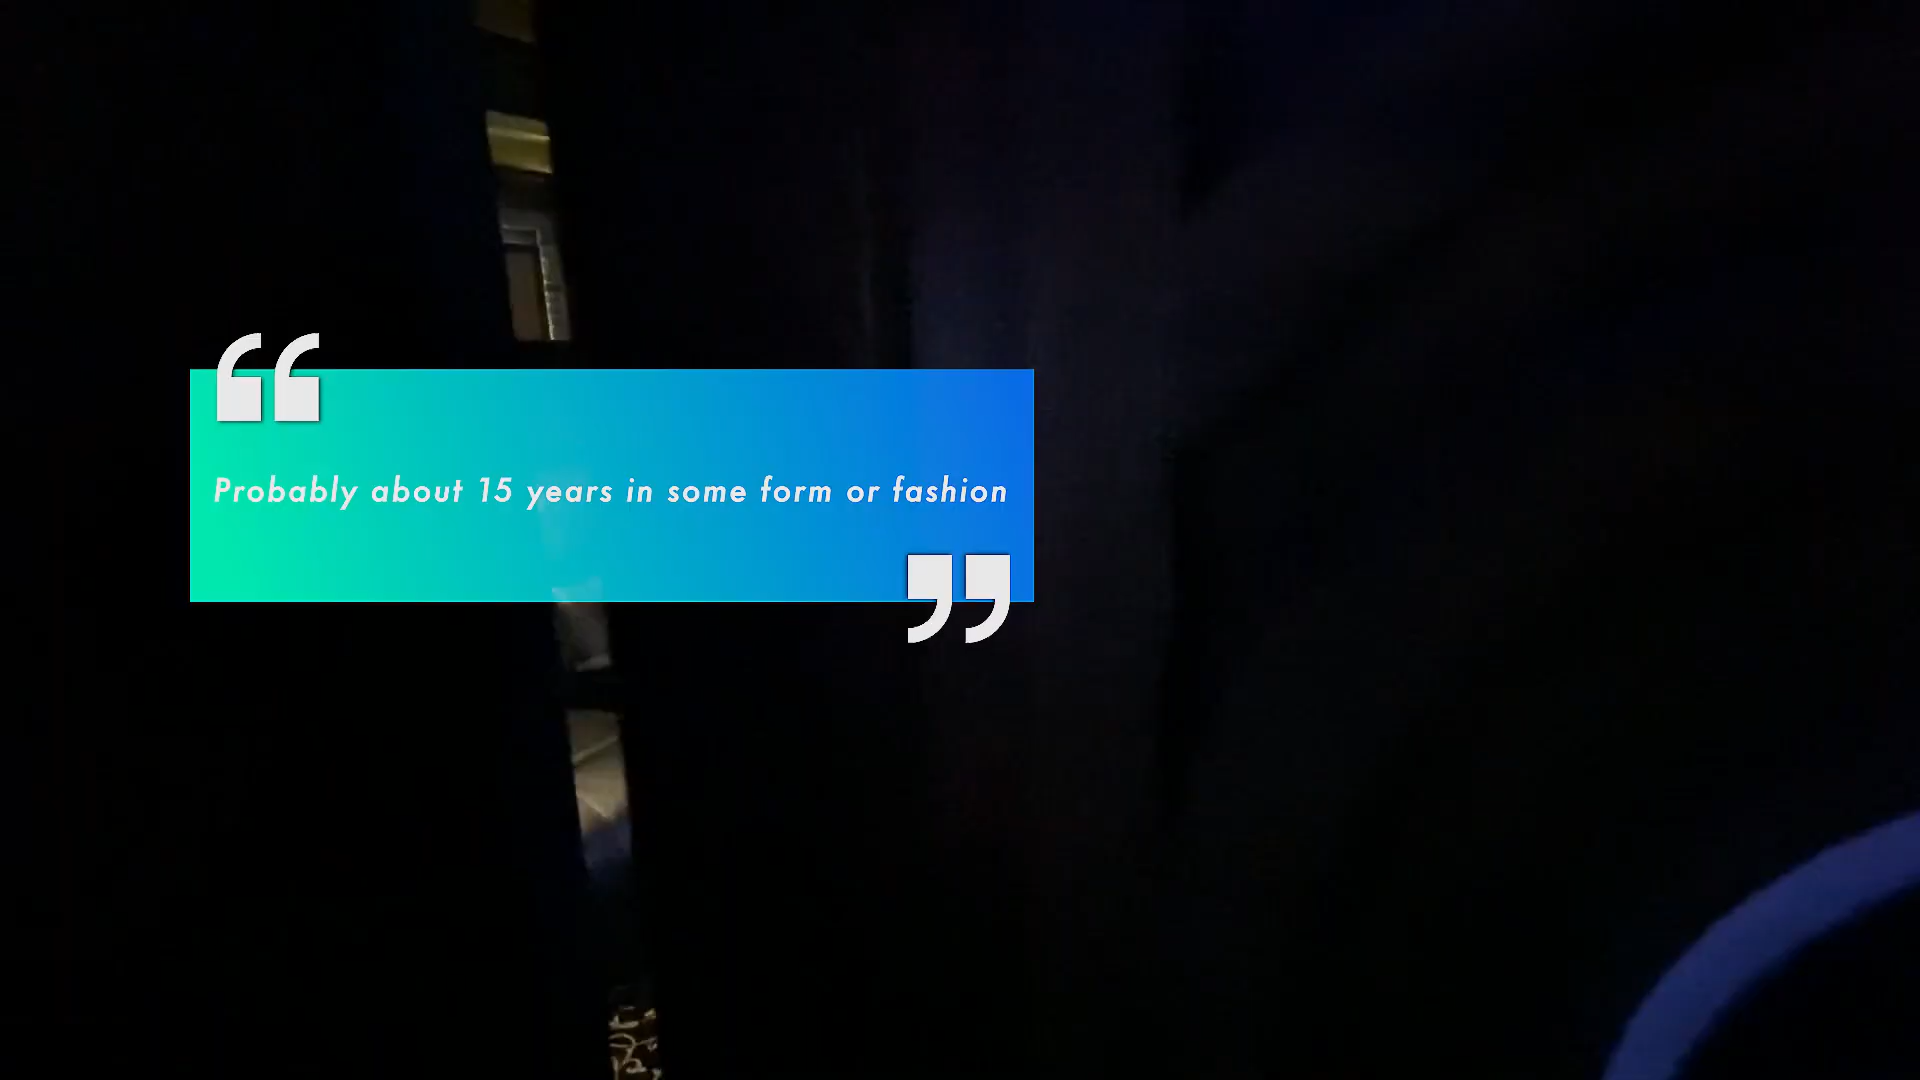 “
Probably about 15 years in some form or fashion
”